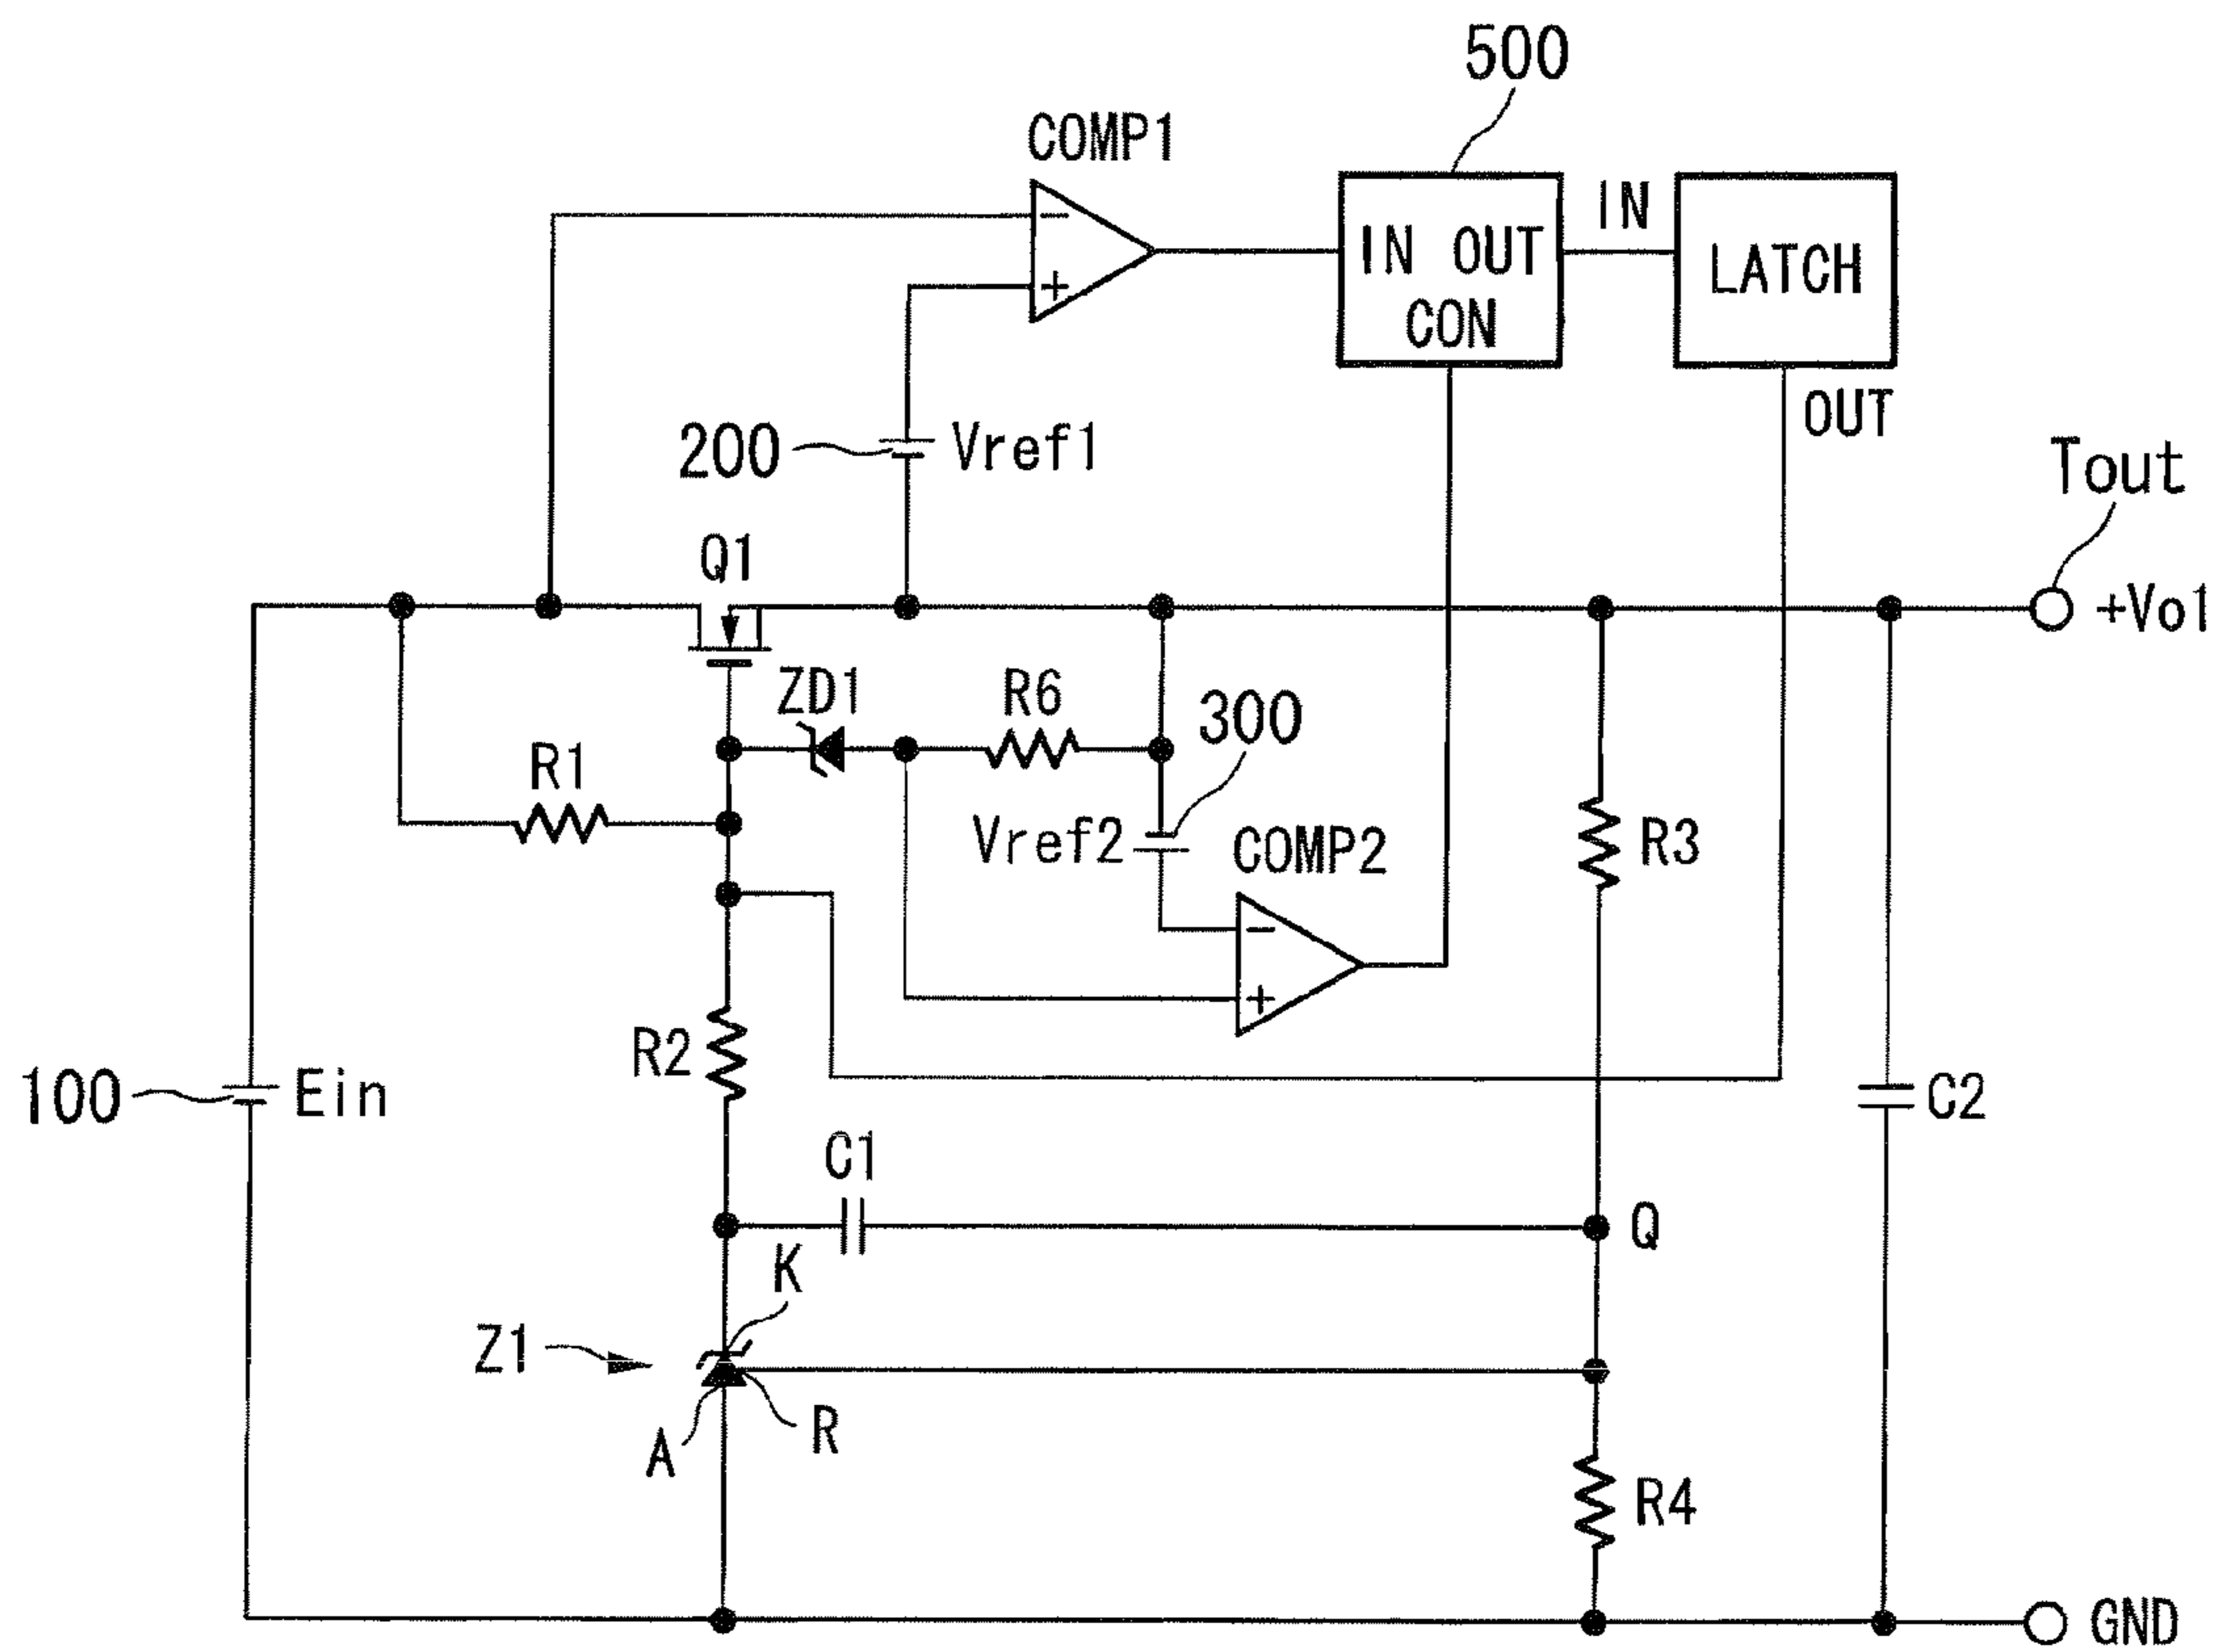 500
COMP1
−
+
IN OUT
CON
IN
LATCH
OUT
200
Vref1
Tout
+Vo1
Q1
ZD1
R6
300
R1
Vref2
COMP2
−
+
R3
R2
100
Ein
C2
C1
Q
K
Z1
A
R
R4
GND